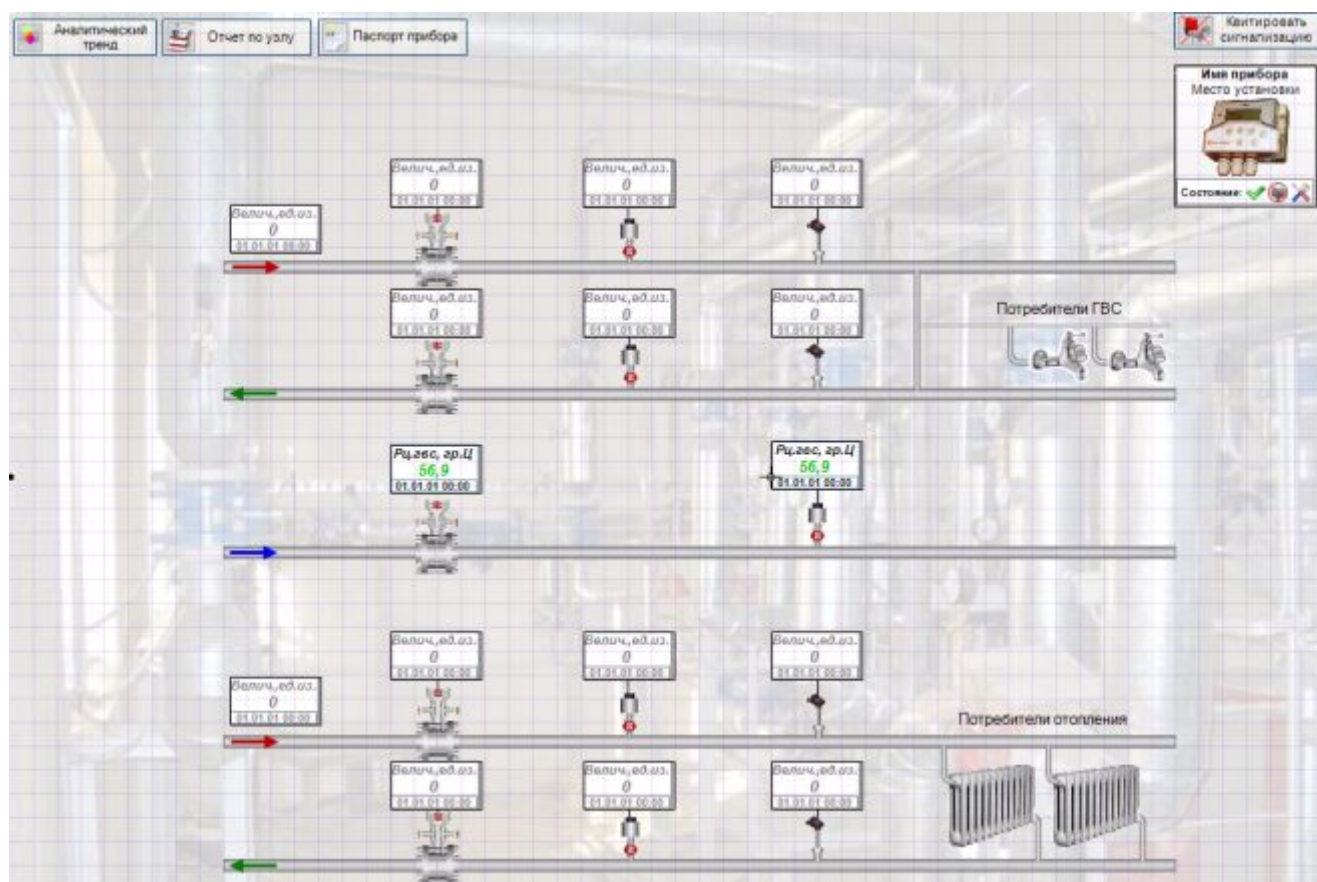 Аналитический
тренд
Отчет по узлу
Паспорт прибора
Квитировать
сигнализацию
Имя прибора
Место установки
Состояние:
Велич.,ед.из.
0
01.01.01 00:00
Велич.,ед.из.
0
01.01.01 00:00
Велич.,ед.из.
0
01.01.01 00:00
Велич.,ед.из.
0
01.01.01 00:00
Велич.,ед.из.
0
01.01.01 00:00
Велич.,ед.из.
0
01.01.01 00:00
Велич.,ед.из.
0
01.01.01 00:00
Потребители ГВС
Рц.гвс, гр.Ц
56,9
01.01.01 00:00
Рц.гвс, гр.Ц
56,9
01.01.01 00:00
Велич.,ед.из.
0
01.01.01 00:00
Велич.,ед.из.
0
01.01.01 00:00
Велич.,ед.из.
0
01.01.01 00:00
Велич.,ед.из.
0
01.01.01 00:00
Потребители отопления
Велич.,ед.из.
0
01.01.01 00:00
Велич.,ед.из.
0
01.01.01 00:00
Велич.,ед.из.
0
01.01.01 00:00